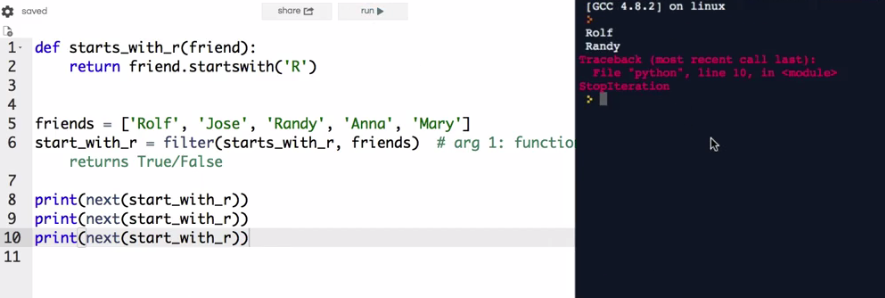 saved
share
run
1 def starts_with_r(friend):
2 return friend.startswith('R')
3
4
5 friends = ['Rolf', 'Jose', 'Randy', 'Anna', 'Mary']
6 start_with_r = filter(starts_with_r, friends)  # arg 1: function
returns True/False
7
8 print(next(start_with_r))
9 print(next(start_with_r))
10 print(next(start_with_r))
11
[GCC 4.8.2] on linux
>
Rolf
Randy
Traceback (most recent call last):
File "python", line 10, in <module>
StopIteration
>